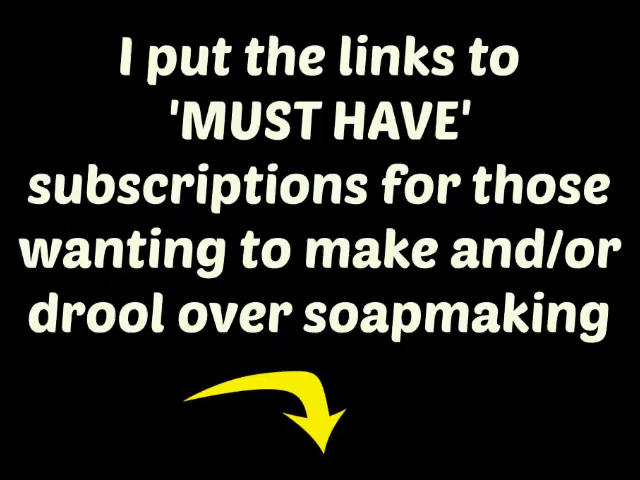 I put the links to
'MUST HAVE'
subscriptions for those
wanting to make and/or
drool over soapmaking